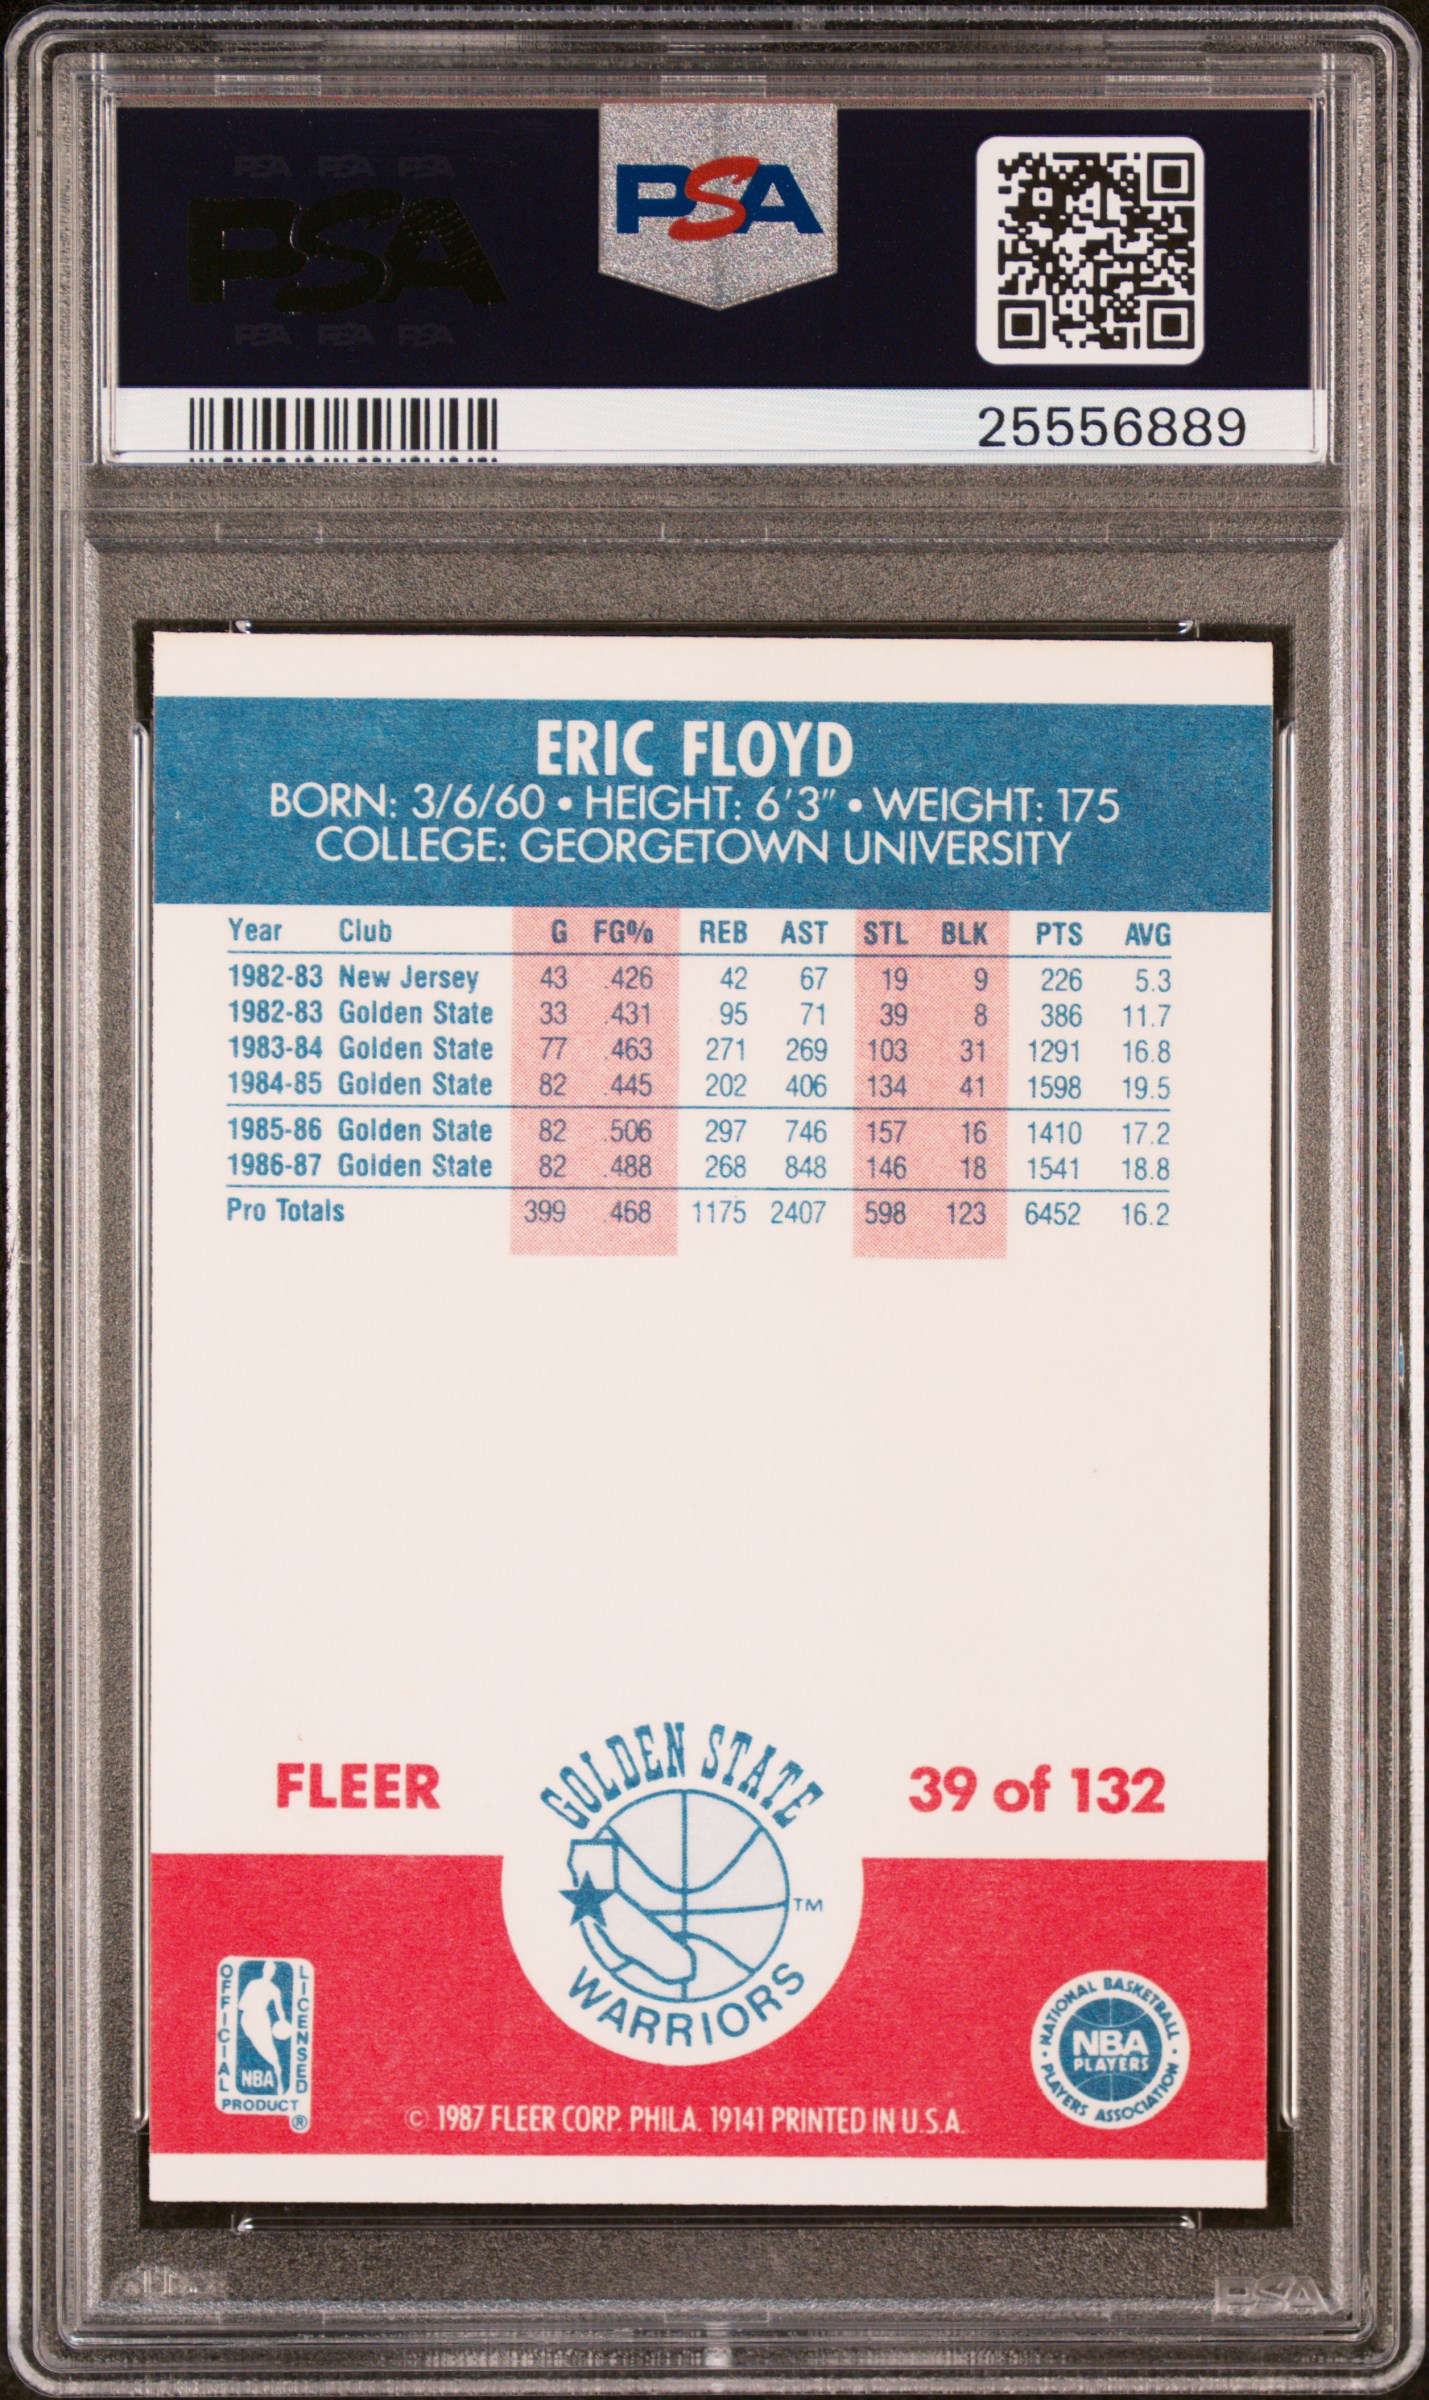 PSA PSA PSA
PSA
PSA PSA PSA
PSA
25556889
ERIC FLOYD
BORN: 3/6/60 • HEIGHT: 6'3" • WEIGHT: 175
COLLEGE: GEORGETOWN UNIVERSITY
Year Club G FG% REB AST STL BLK PTS AVG
1982-83 New Jersey 43 .426 42 67 19 9 226 5.3
1982-83 Golden State 33 .431 95 71 39 8 386 11.7
1983-84 Golden State 77 .463 271 269 103 31 1291 16.8
1984-85 Golden State 82 .445 202 406 134 41 1598 19.5
1985-86 Golden State 82 .506 297 746 157 16 1410 17.2
1986-87 Golden State 82 .488 268 848 146 18 1541 18.8
Pro Totals 399 .468 1175 2407 598 123 6452 16.2
FLEER
GOLDEN STATE
WARRIORS
TM
39 of 132
OFFICIAL LICENSED
NBA
PRODUCT
®
NATIONAL BASKETBALL
NBA
PLAYERS
PLAYERS ASSOCIATION
© 1987 FLEER CORP. PHILA. 19141 PRINTED IN U.S.A.
PSA